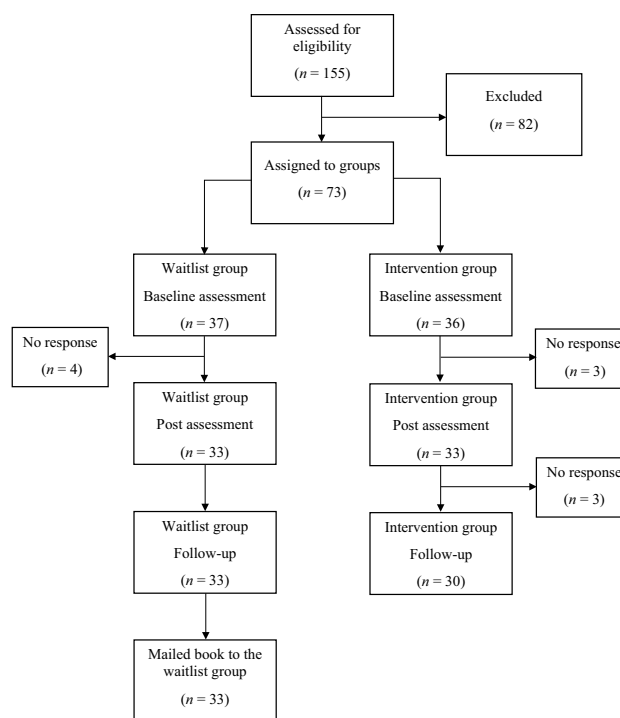 Assessed for
eligibility
(n = 155)
Excluded
(n = 82)
Assigned to groups
(n = 73)
Waitlist group
Baseline assessment
(n = 37)
Intervention group
Baseline assessment
(n = 36)
No response
(n = 4)
No response
(n = 3)
Waitlist group
Post assessment
(n = 33)
Intervention group
Post assessment
(n = 33)
No response
(n = 3)
Waitlist group
Follow-up
(n = 33)
Intervention group
Follow-up
(n = 30)
Mailed book to the
waitlist group
(n = 33)